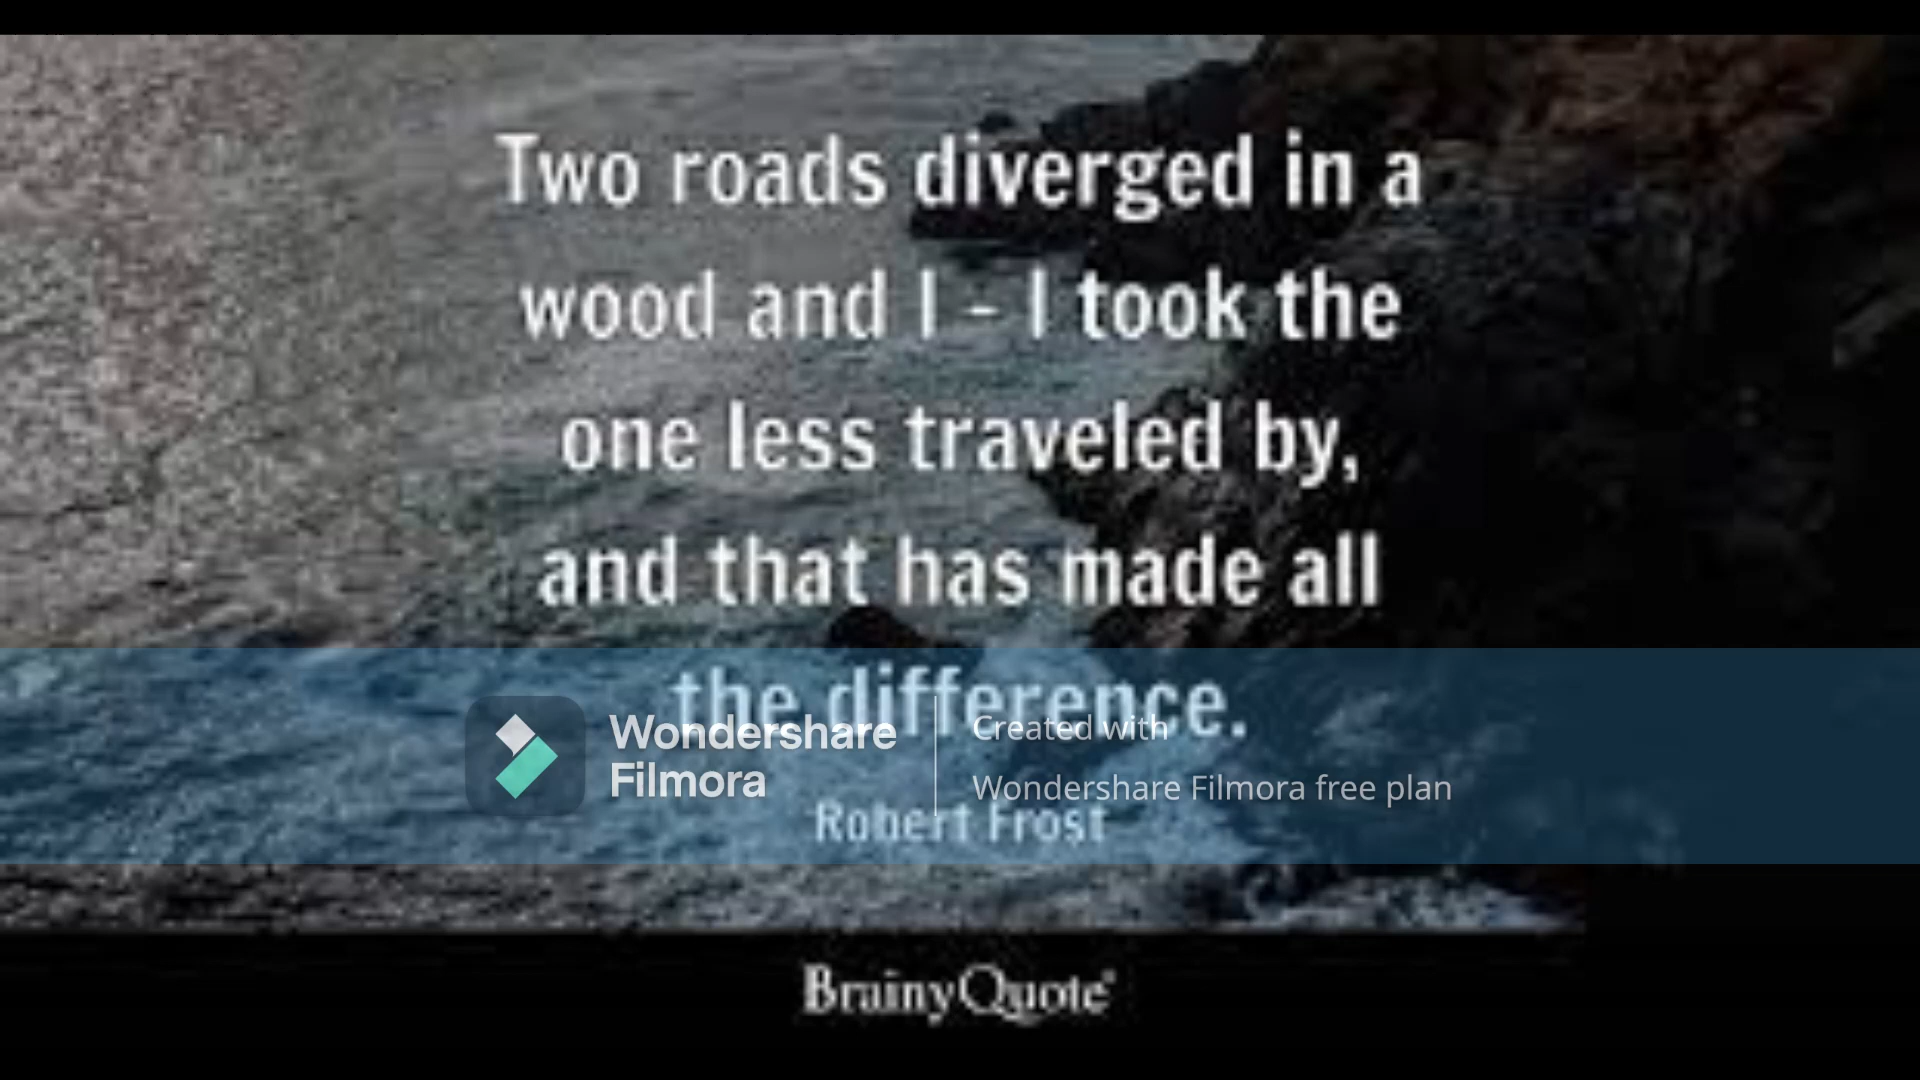 Two roads diverged in a
wood and I - I took the
one less traveled by,
and that has made all
the difference.
Wondershare
Filmora
Created with
Wondershare Filmora free plan
Robert Frost
BrainyQuote®